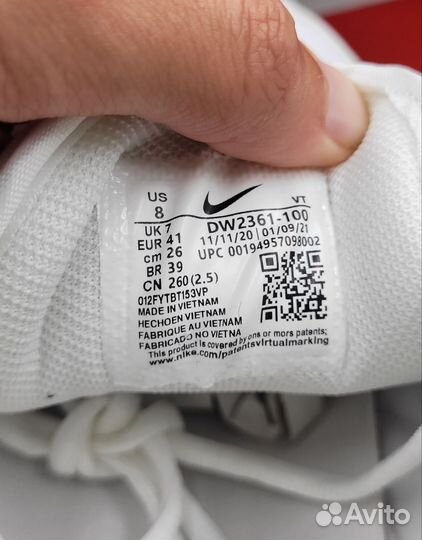 US
8
VT
UK 7
DW2361-100
EUR 41
11/11/20 | 01/09/21
cm 26
UPC 00194957098002
BR 39
CN 260 (2.5)
012FYTBT153VP
MADE IN VIETNAM
HECHOEN VIETNAM
FABRIQUE AU VIETNAM
FABRICADO NO VIETNA
This product is covered by one or more patents;
see www.nike.com/patentsvirtualmarking
Avito